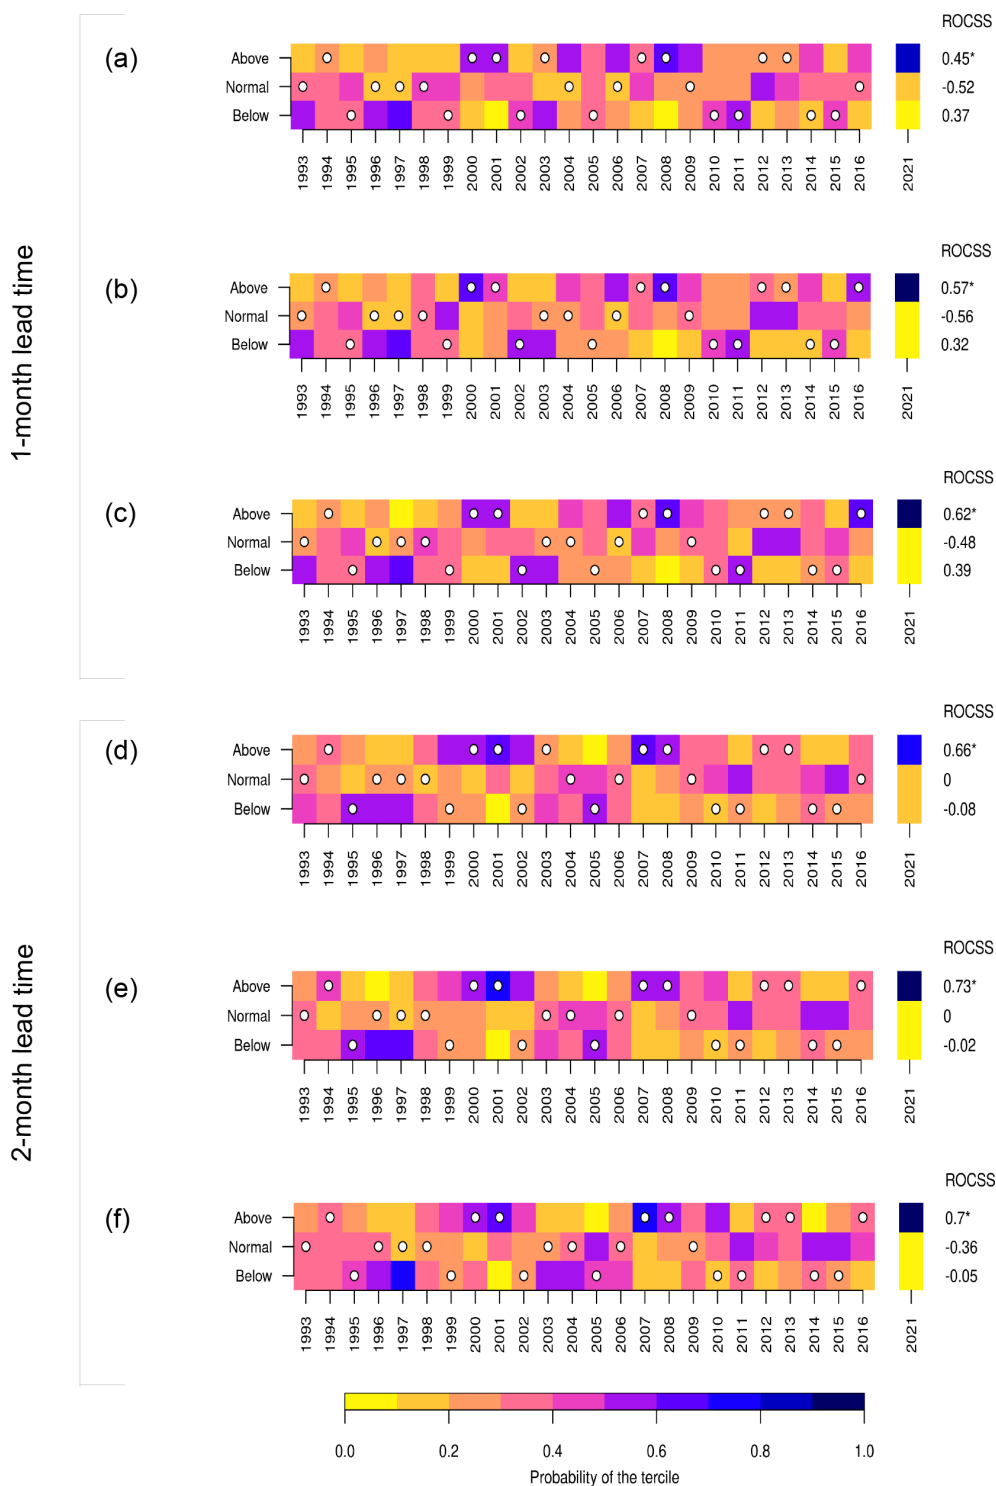 1-month lead time
(a)
ROCSS
Above
0.45*
Normal
-0.52
Below
0.37
1993 1994 1995 1996 1997 1998 1999 2000 2001 2002 2003 2004 2005 2006 2007 2008 2009 2010 2011 2012 2013 2014 2015 2016 2021
(b)
ROCSS
Above
0.57*
Normal
-0.56
Below
0.32
1993 1994 1995 1996 1997 1998 1999 2000 2001 2002 2003 2004 2005 2006 2007 2008 2009 2010 2011 2012 2013 2014 2015 2016 2021
(c)
ROCSS
Above
0.62*
Normal
-0.48
Below
0.39
1993 1994 1995 1996 1997 1998 1999 2000 2001 2002 2003 2004 2005 2006 2007 2008 2009 2010 2011 2012 2013 2014 2015 2016 2021
2-month lead time
(d)
ROCSS
Above
0.66*
Normal
0
Below
-0.08
1993 1994 1995 1996 1997 1998 1999 2000 2001 2002 2003 2004 2005 2006 2007 2008 2009 2010 2011 2012 2013 2014 2015 2016 2021
(e)
ROCSS
Above
0.73*
Normal
0
Below
-0.02
1993 1994 1995 1996 1997 1998 1999 2000 2001 2002 2003 2004 2005 2006 2007 2008 2009 2010 2011 2012 2013 2014 2015 2016 2021
(f)
ROCSS
Above
0.7*
Normal
-0.36
Below
-0.05
1993 1994 1995 1996 1997 1998 1999 2000 2001 2002 2003 2004 2005 2006 2007 2008 2009 2010 2011 2012 2013 2014 2015 2016 2021
0.0 0.2 0.4 0.6 0.8 1.0
Probability of the tercile